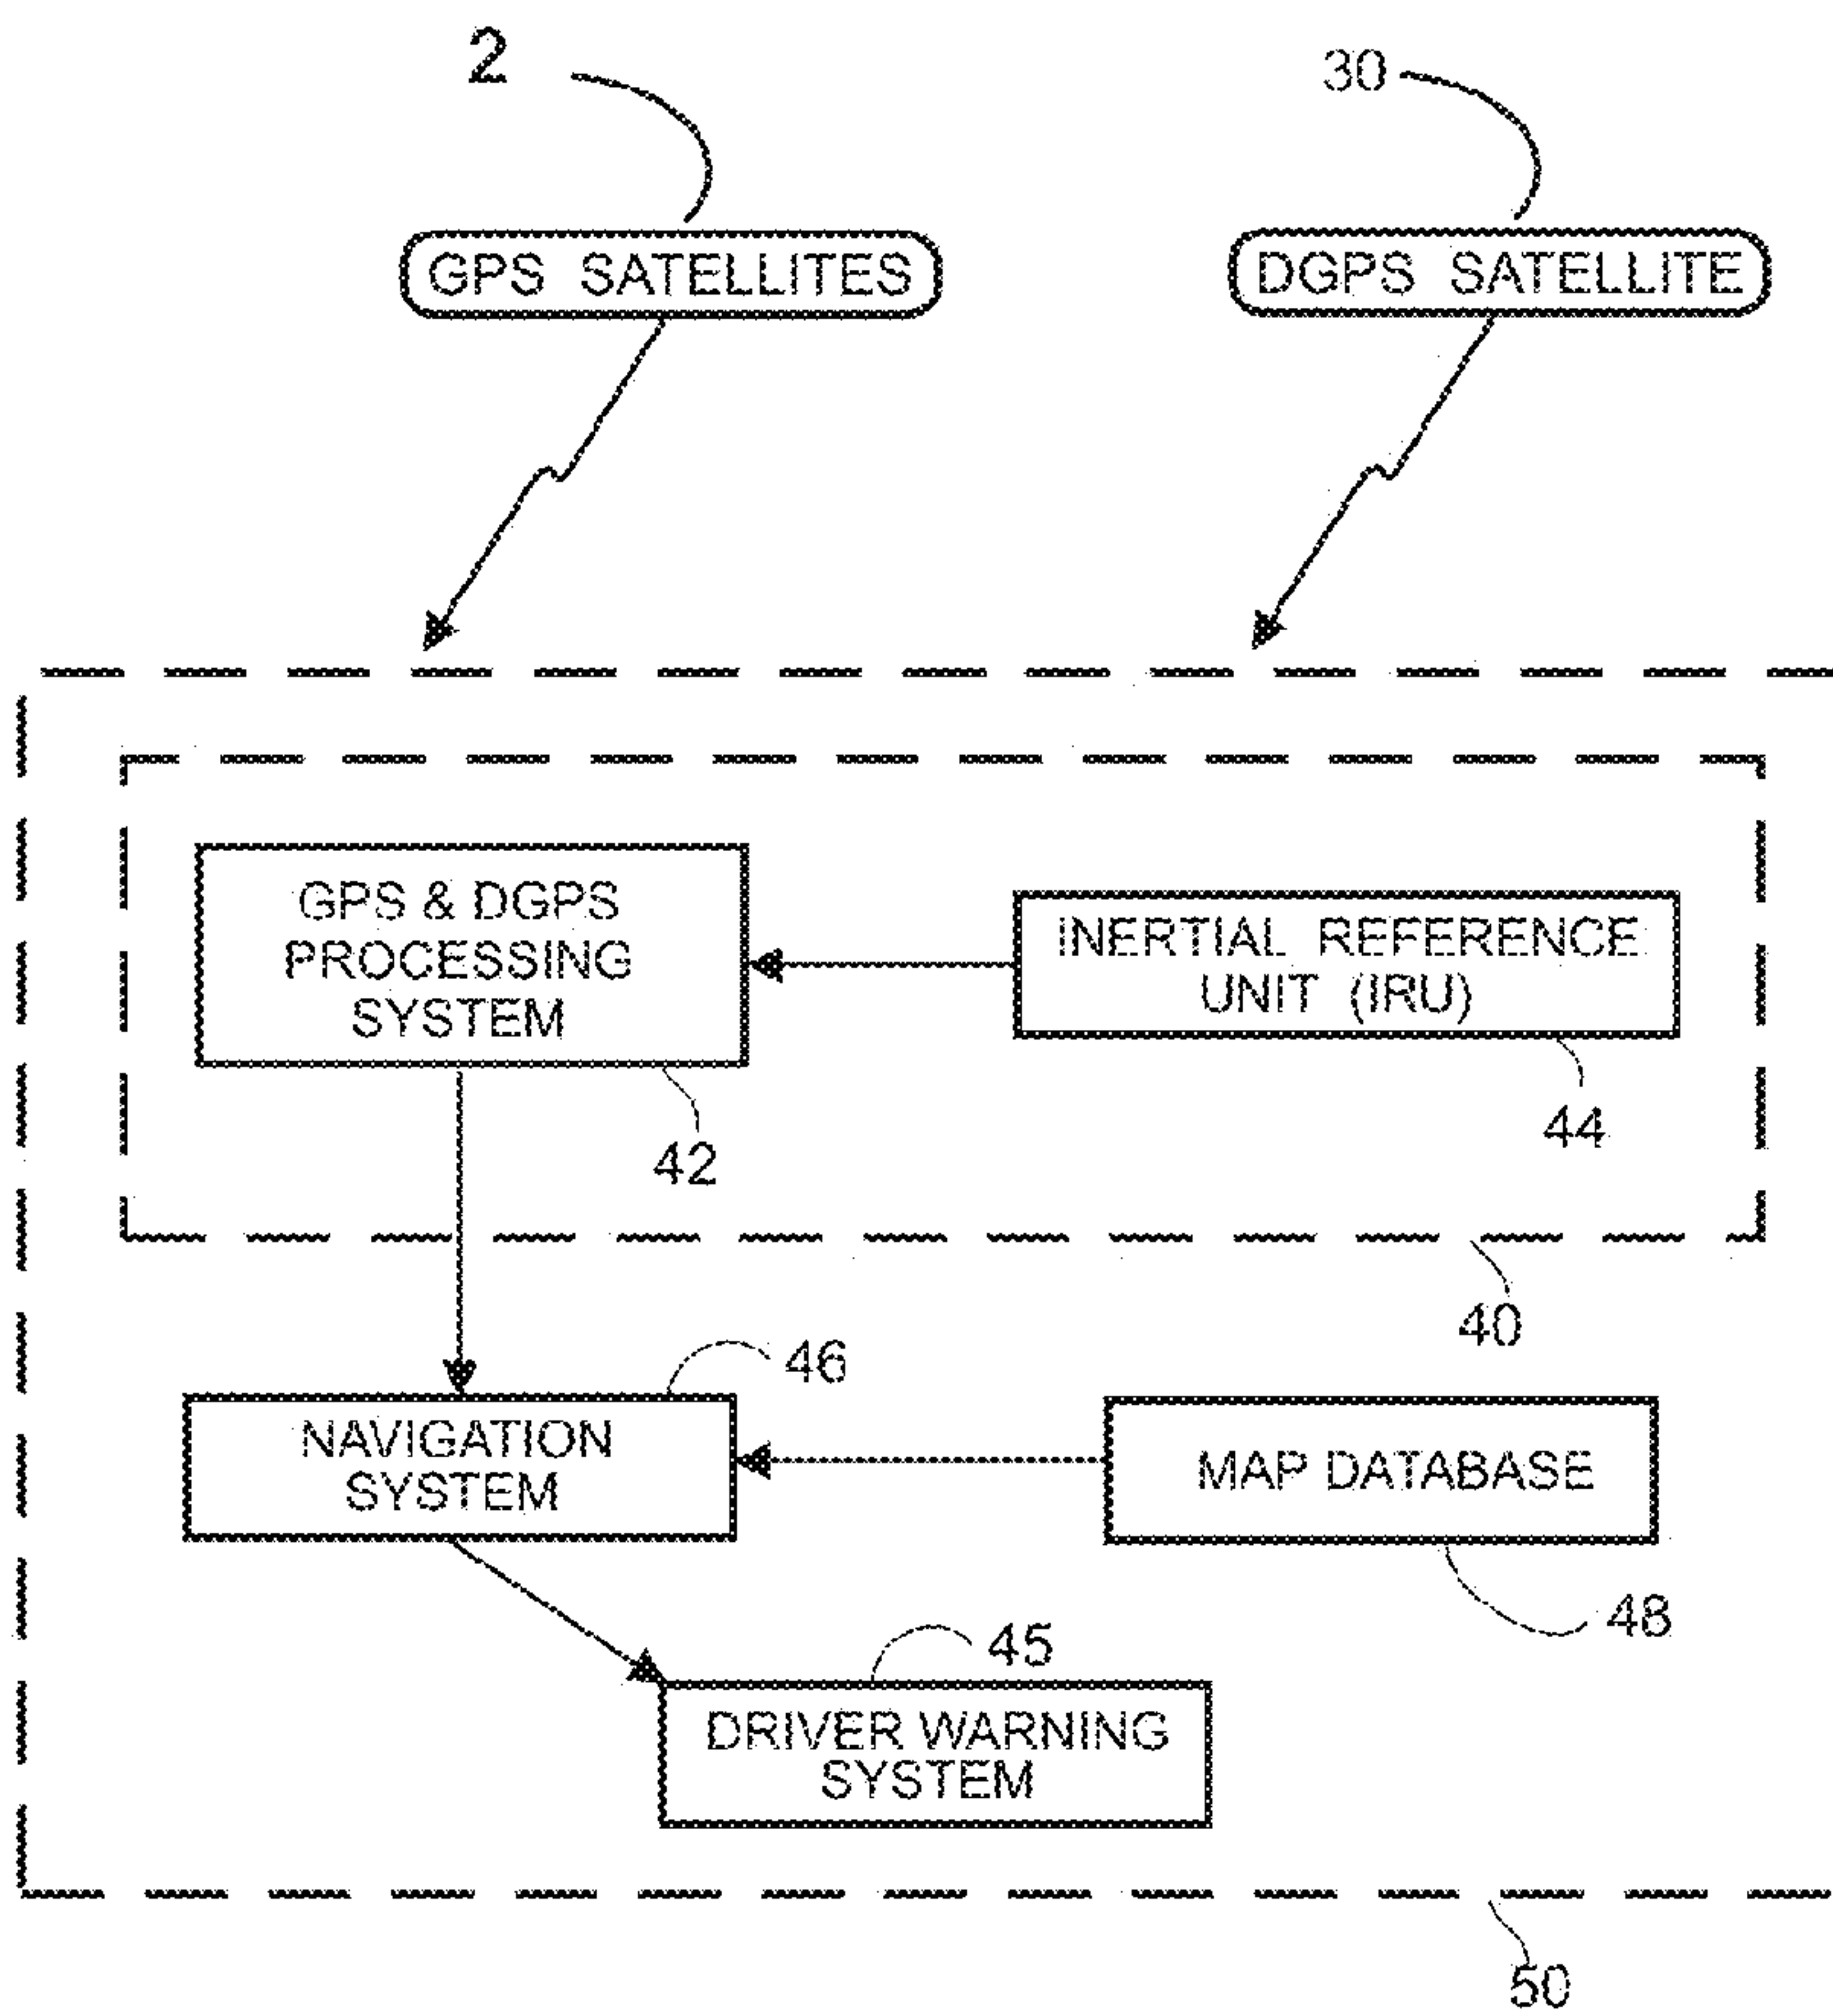 2
30
GPS SATELLITES
DGPS SATELLITE
GPS & DGPS
PROCESSING
SYSTEM
INERTIAL REFERENCE
UNIT (IRU)
42
44
40
46
NAVIGATION
SYSTEM
MAP DATABASE
48
45
DRIVER WARNING
SYSTEM
50